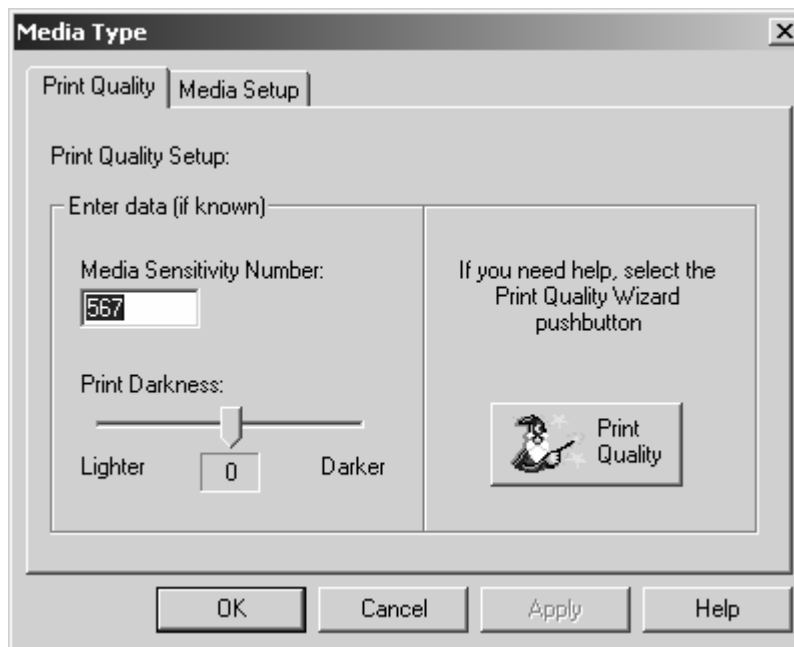 Media Type
Print Quality
Media Setup
Print Quality Setup:
Enter data (if known)
Media Sensitivity Number:
567
Print Darkness:
Lighter
0
Darker
If you need help, select the
Print Quality Wizard
pushbutton
Print
Quality
OK
Cancel
Apply
Help